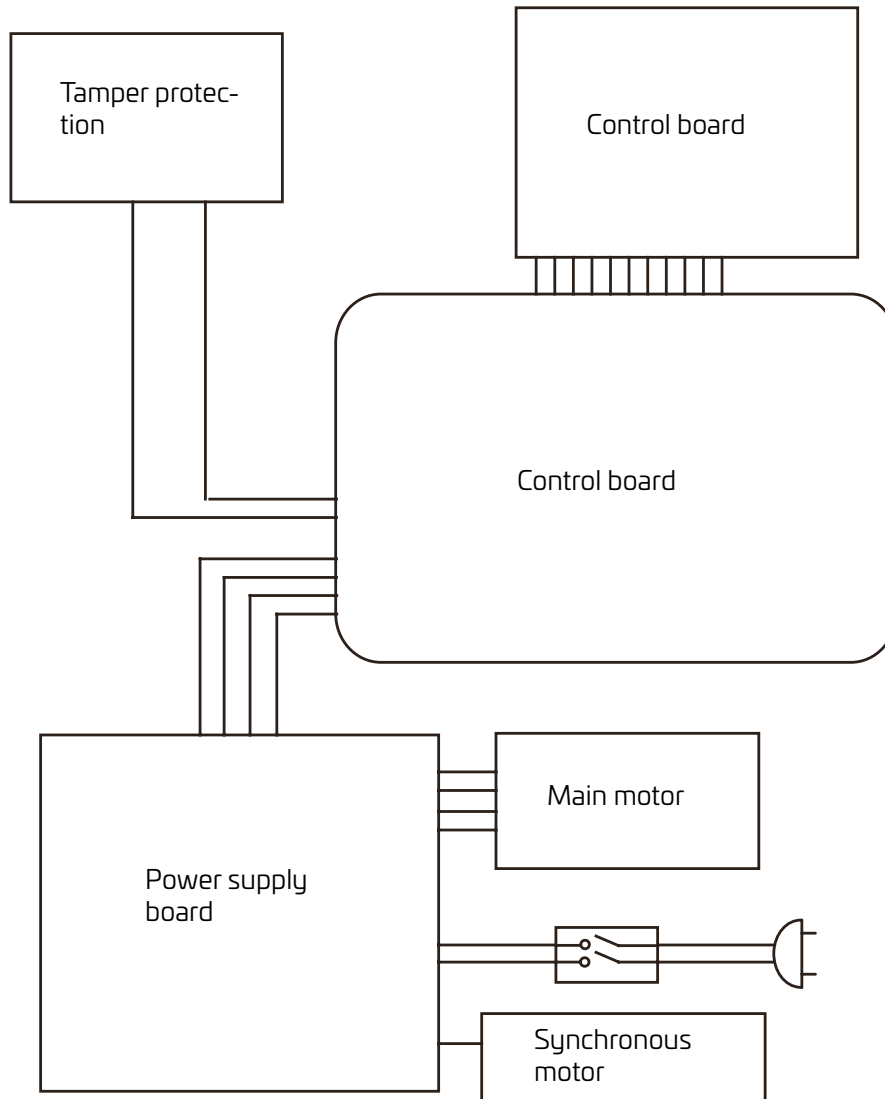 Tamper protec-
tion
Control board
Control board
Main motor
Power supply
board
Synchronous
motor